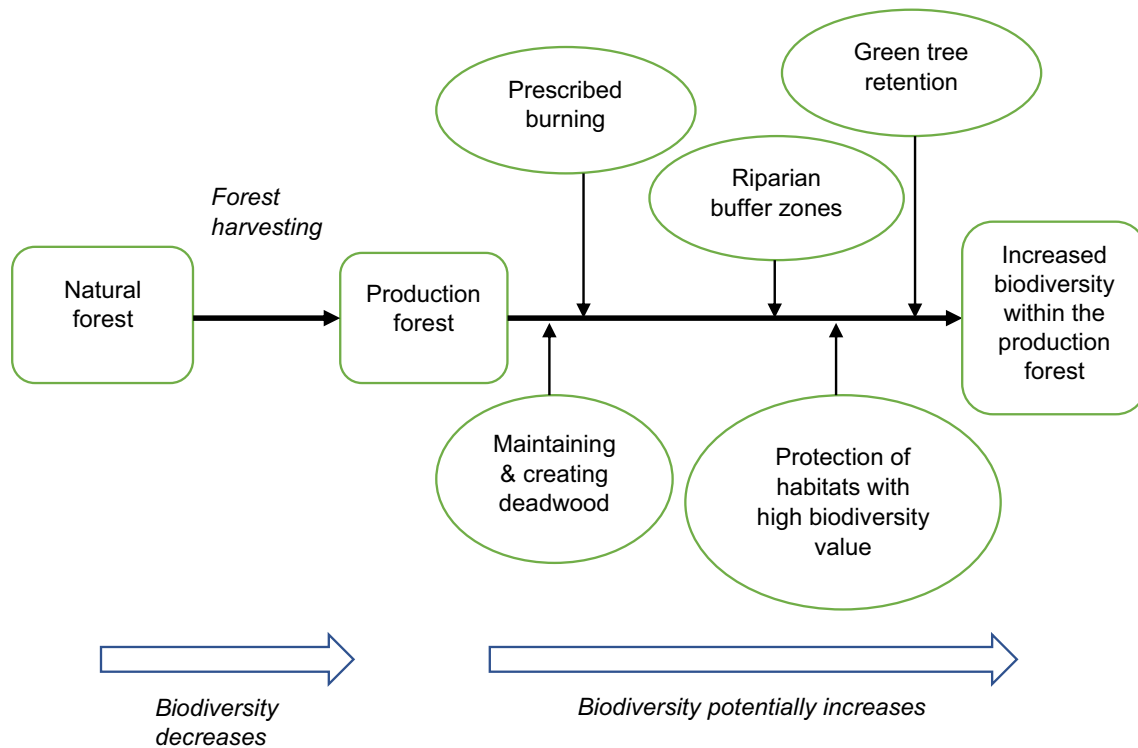 Green tree
retention
Prescribed
burning
Riparian
buffer zones
Forest
harvesting
Natural
forest
Production
forest
Increased
biodiversity
within the
production
forest
Maintaining
& creating
deadwood
Protection of
habitats with
high biodiversity
value
Biodiversity
decreases
Biodiversity potentially increases